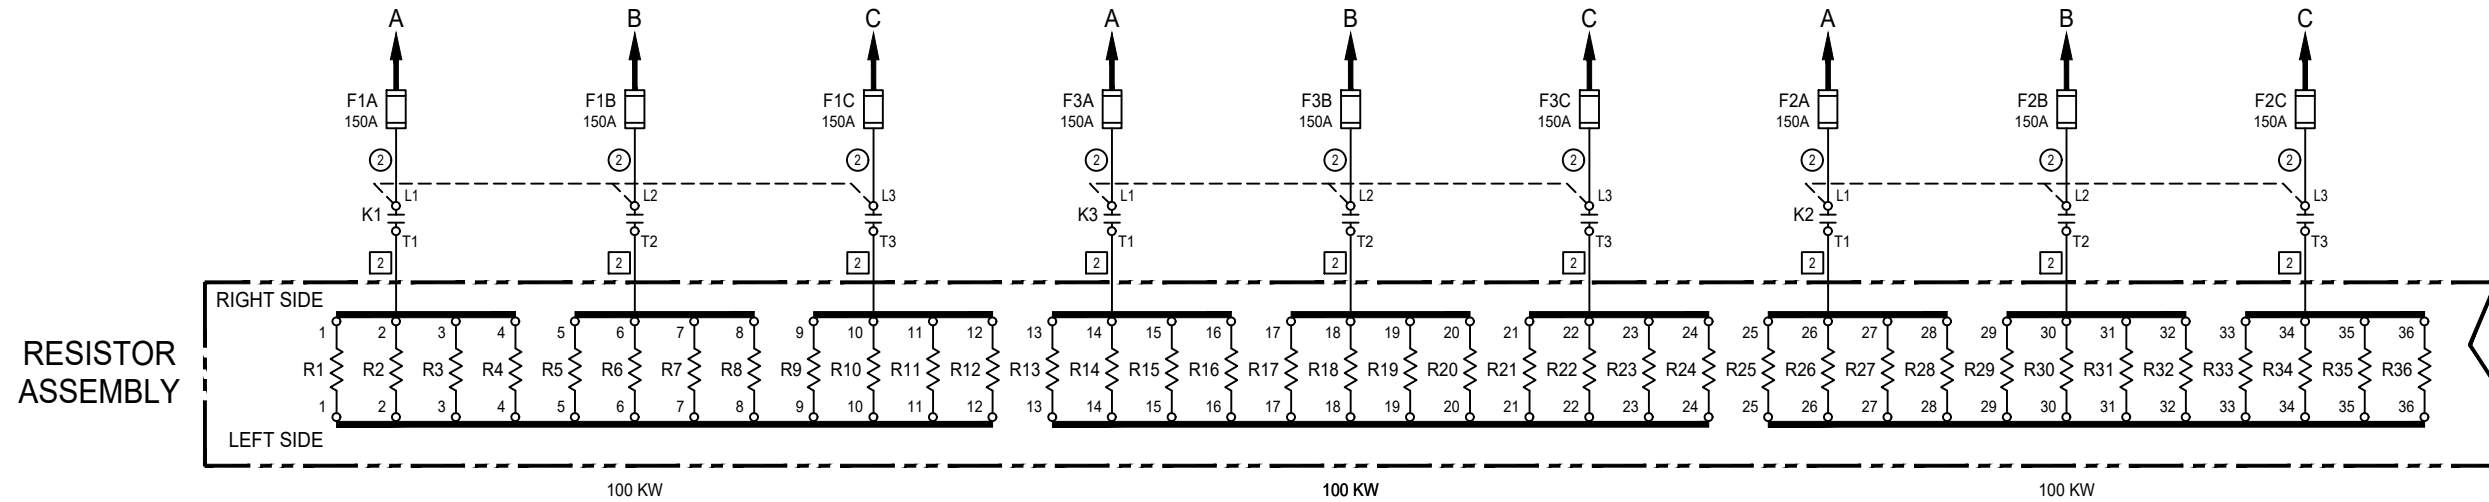 A B C A B C A B C
F1A F1B F1C F3A F3B F3C F2A F2B F2C
150A 150A 150A 150A 150A 150A 150A 150A 150A
2 2 2 2 2 2 2 2 2
L1 L2 L3 L1 L2 L3 L1 L2 L3
K1 K3 K2
T1 T2 T3 T1 T2 T3 T1 T2 T3
2 2 2 2 2 2 2 2 2
RIGHT SIDE
1 2 3 4 5 6 7 8 9 10 11 12 13 14 15 16 17 18 19 20 21 22 23 24 25 26 27 28 29 30 31 32 33 34 35 36
RESISTOR
ASSEMBLY
R1 R2 R3 R4 R5 R6 R7 R8 R9 R10 R11 R12 R13 R14 R15 R16 R17 R18 R19 R20 R21 R22 R23 R24 R25 R26 R27 R28 R29 R30 R31 R32 R33 R34 R35 R36
1 2 3 4 5 6 7 8 9 10 11 12 13 14 15 16 17 18 19 20 21 22 23 24 25 26 27 28 29 30 31 32 33 34 35 36
LEFT SIDE
100 KW 100 KW 100 KW